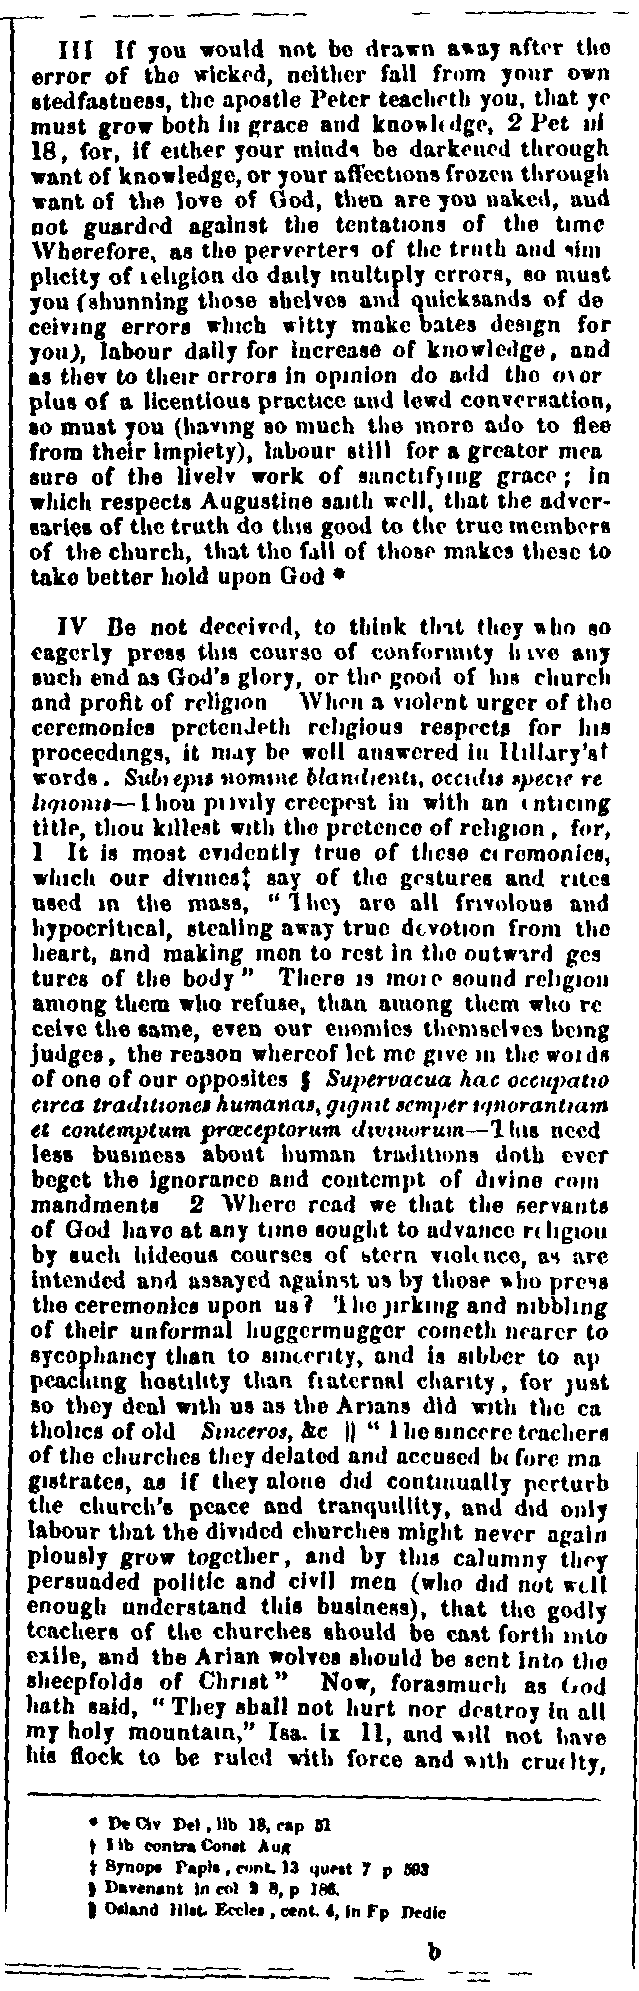 III If you would not be drawn away after the
error of the wicked, neither fall from your own
stedfastness, the apostle Peter teacheth you, that ye
must grow both in grace and knowledge, 2 Pet iii
18, for, if either your minds be darkened through
want of knowledge, or your affections frozen through
want of the love of God, then are you naked, and
not guarded against the tentations of the time
Wherefore, as the perverters of the truth and sim
plicity of religion do daily multiply errors, so must
you (shunning those shelves and quicksands of de
ceiving errors which witty make bates design for
you), labour daily for increase of knowledge, and
as they to their errors in opinion do add the over
plus of a licentious practice and lewd conversation,
so must you (having so much the more ado to flee
from their impiety), labour still for a greater mea
sure of the lively work of sanctifying grace; in
which respects Augustine saith well, that the adver-
saries of the truth do this good to the true members
of the church, that the fall of those makes these to
take better hold upon God *
IV Be not deceived, to think that they who so
eagerly press this course of conformity have any
such end as God's glory, or the good of his church
and profit of religion When a violent urger of the
ceremonies pretendeth religious respects for his
proceedings, it may be well answered in Hillary's†
words. Subrepis nomine blandienti, occidis specie re
ligionis—Thou privily creepest in with an enticing
title, thou killest with the pretence of religion, for,
1 It is most evidently true of these ceremonies,
which our divines‡ say of the gestures and rites
used in the mass, "They are all frivolous and
hypocritical, stealing away true devotion from the
heart, and making men to rest in the outward ges
tures of the body" There is more sound religion
among them who refuse, than among them who re
ceive the same, even our enemies themselves being
judges, the reason whereof let me give in the words
of one of our opposites § Supervacua hac occupatio
circa traditiones humanas, gignit semper ignorantiam
et contemptum præceptorum divinorum—This need
less business about human traditions doth ever
beget the ignorance and contempt of divine com
mandments 2 Where read we that the servants
of God have at any time sought to advance religion
by such hideous courses of stern violence, as are
intended and assayed against us by those who press
the ceremonies upon us? The jirking and nibbling
of their unformal huggermugger cometh nearer to
sycophancy than to sincerity, and is sibber to ap
peaching hostility than fraternal charity, for just
so they deal with us as the Arians did with the ca
tholics of old Sinceros, &c || "The sincere teachers
of the churches they delated and accused before ma
gistrates, as if they alone did continually perturb
the church's peace and tranquillity, and did only
labour that the divided churches might never again
piously grow together, and by this calumny they
persuaded politic and civil men (who did not well
enough understand this business), that the godly
teachers of the churches should be cast forth into
exile, and the Arian wolves should be sent into the
sheepfolds of Christ" Now, forasmuch as God
hath said, "They shall not hurt nor destroy in all
my holy mountain," Isa. ix 11, and will not have
his flock to be ruled with force and with cruelty,
* De Civ Dei, lib 18, cap 51
† Lib contra Const Aug
‡ Synops Papis, cont. 13 quest 7 p 593
§ Davenant in col 2 8, p 186.
|| Osiand Hist. Eccles, cent. 4, in Ep Dedic
b